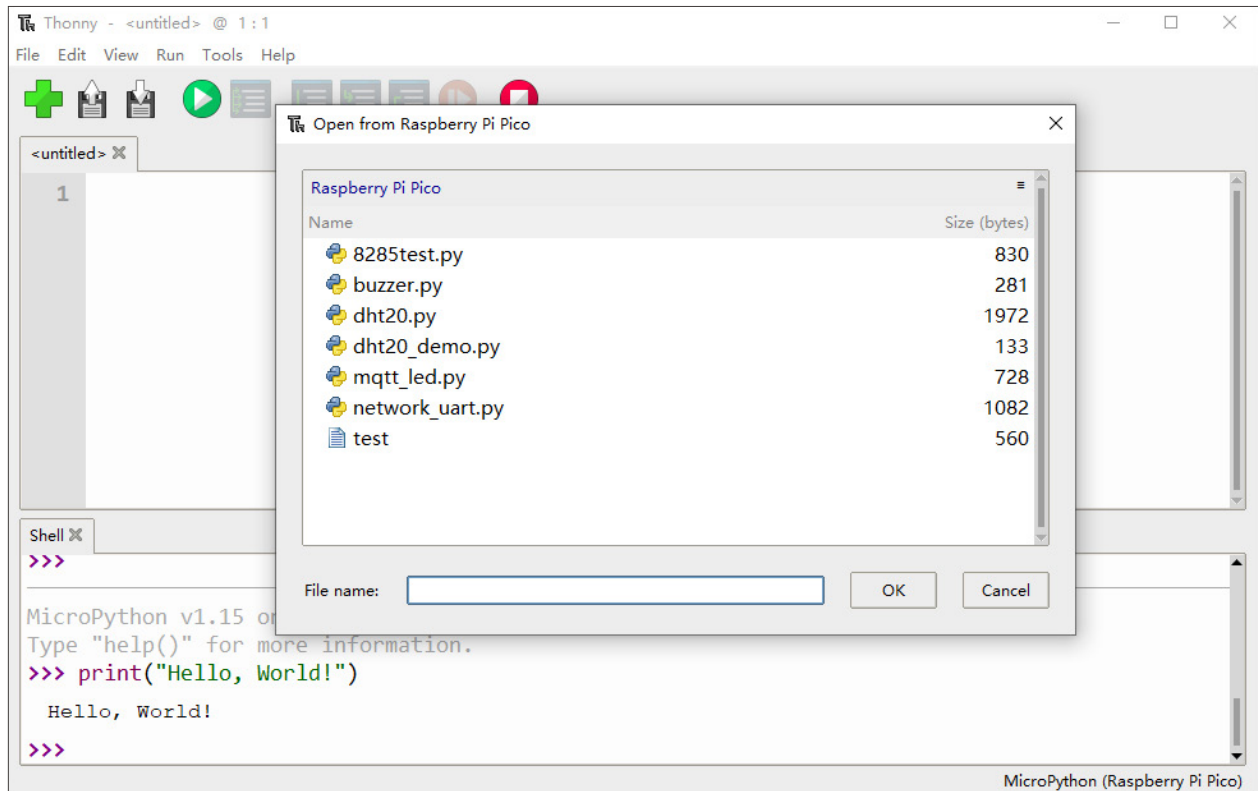 Thonny - <untitled> @ 1:1
File Edit View Run Tools Help
Open from Raspberry Pi Pico
<untitled>
1
Raspberry Pi Pico
Name Size (bytes)
8285test.py 830
buzzer.py 281
dht20.py 1972
dht20_demo.py 133
mqtt_led.py 728
network_uart.py 1082
test 560
File name: OK Cancel
Shell
>>>
MicroPython v1.15 on
Type "help()" for more information.
>>> print("Hello, World!")
Hello, World!
>>>
MicroPython (Raspberry Pi Pico)